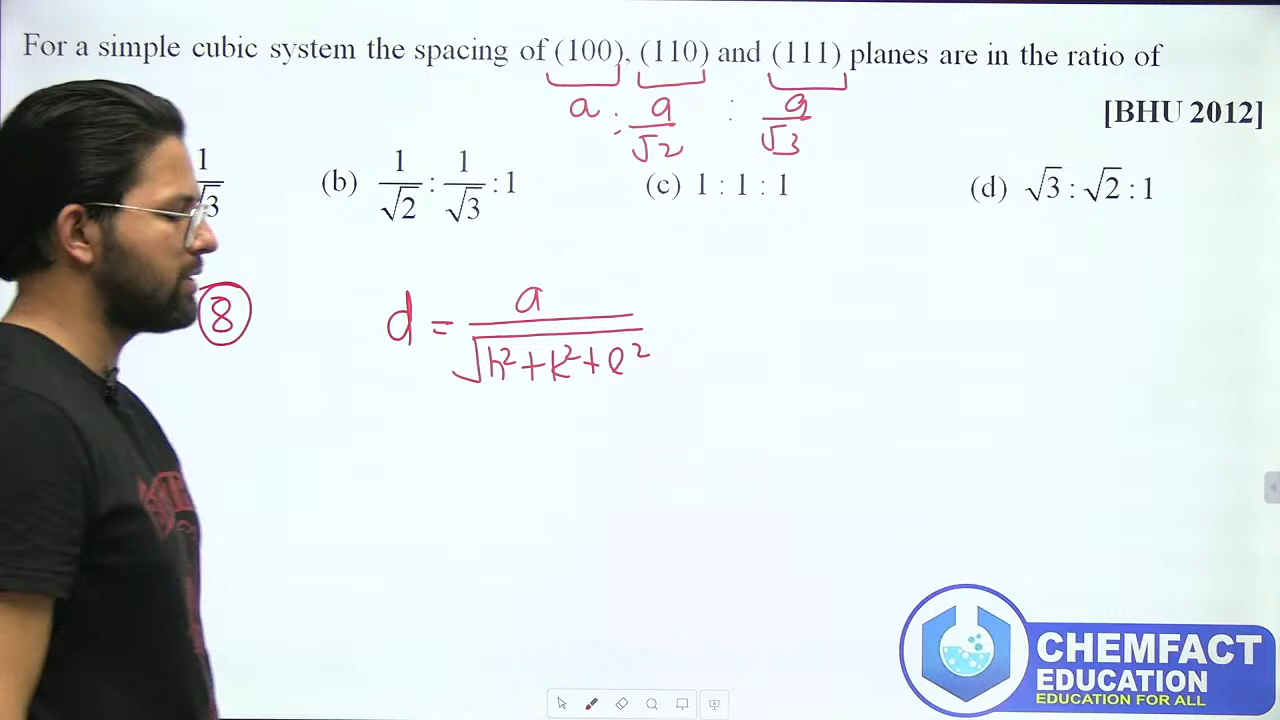 For a simple cubic system the spacing of (100), (110) and (111) planes are in the ratio of
a : a/√2 : a/√3
[BHU 2012]
1/√3 (b) 1/√2 : 1/√3 : 1 (c) 1 : 1 : 1 (d) √3 : √2 : 1
8 d = a/√(h²+k²+l²)
CHEMFACT
EDUCATION
EDUCATION FOR ALL